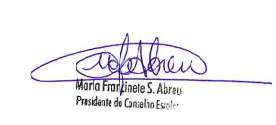 Maria Francinete S. Abreu
Presidente do Conselho Escolar